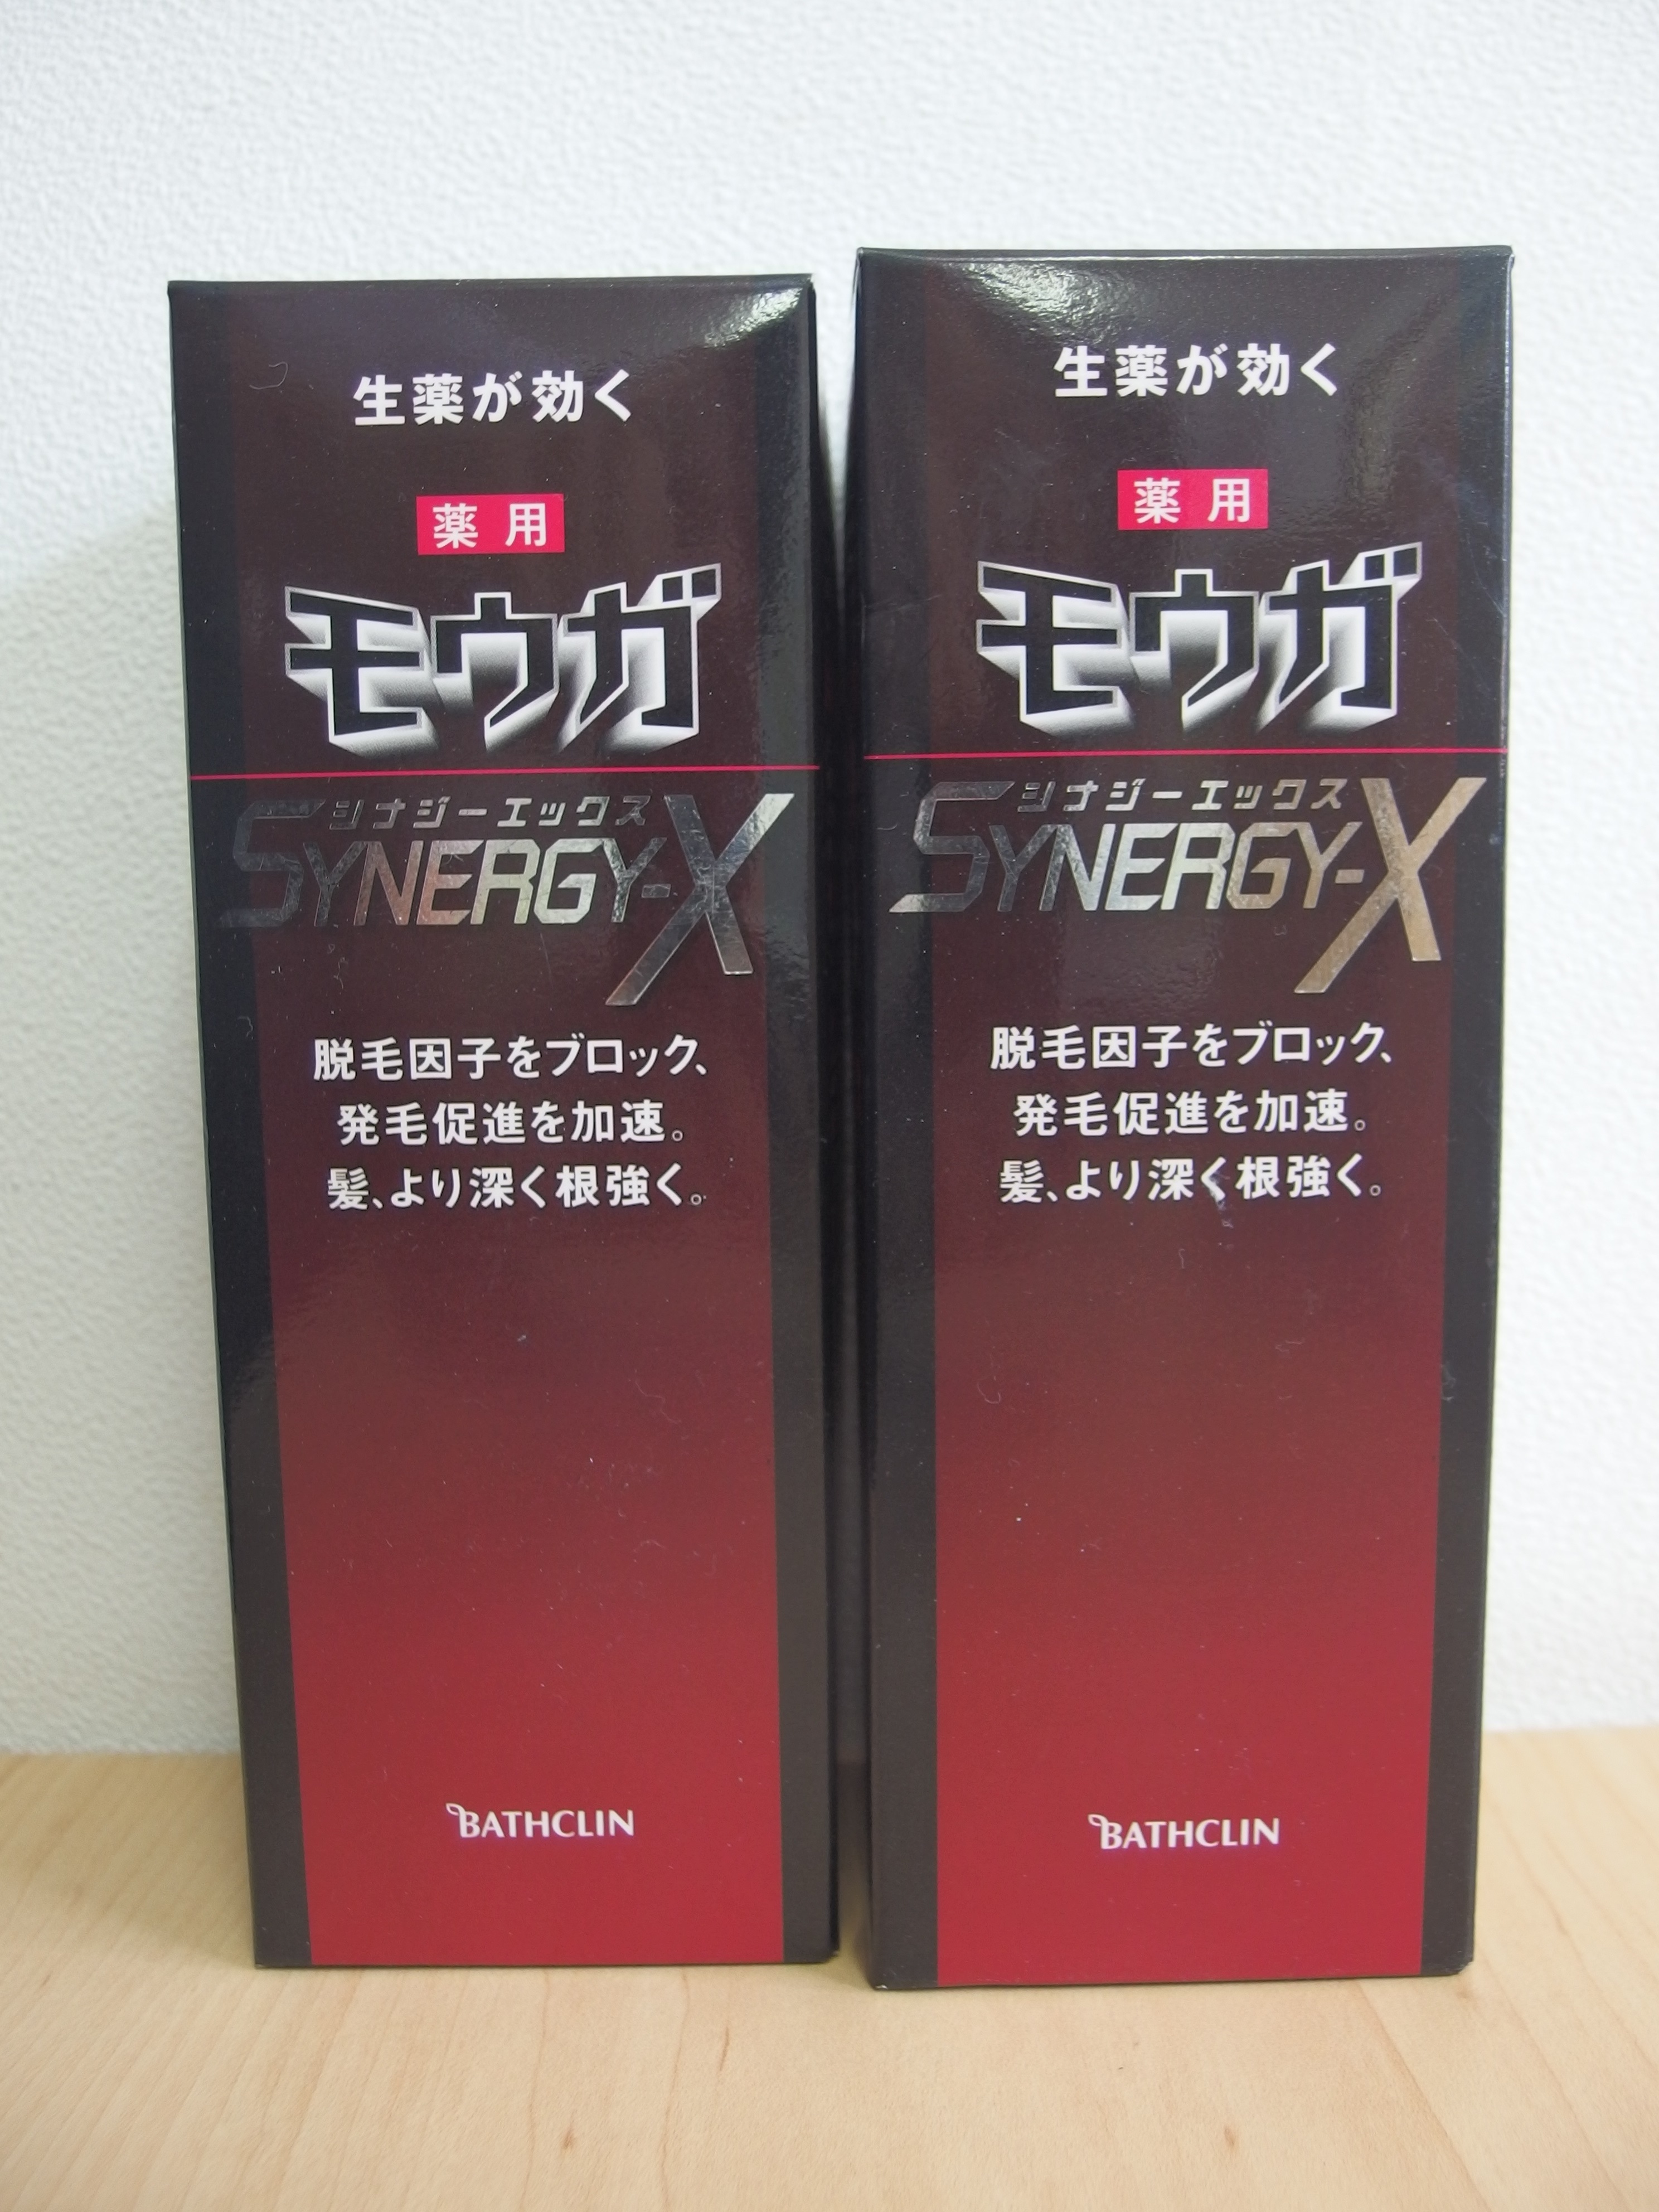 生薬が効く
薬用
モウガ
シナジーエックス
SYNERGY-X
脱毛因子をブロック、
発毛促進を加速。
髪、より深く根強く。
BATHCLIN
生薬が効く
薬用
モウガ
シナジーエックス
SYNERGY-X
脱毛因子をブロック、
発毛促進を加速。
髪、より深く根強く。
BATHCLIN